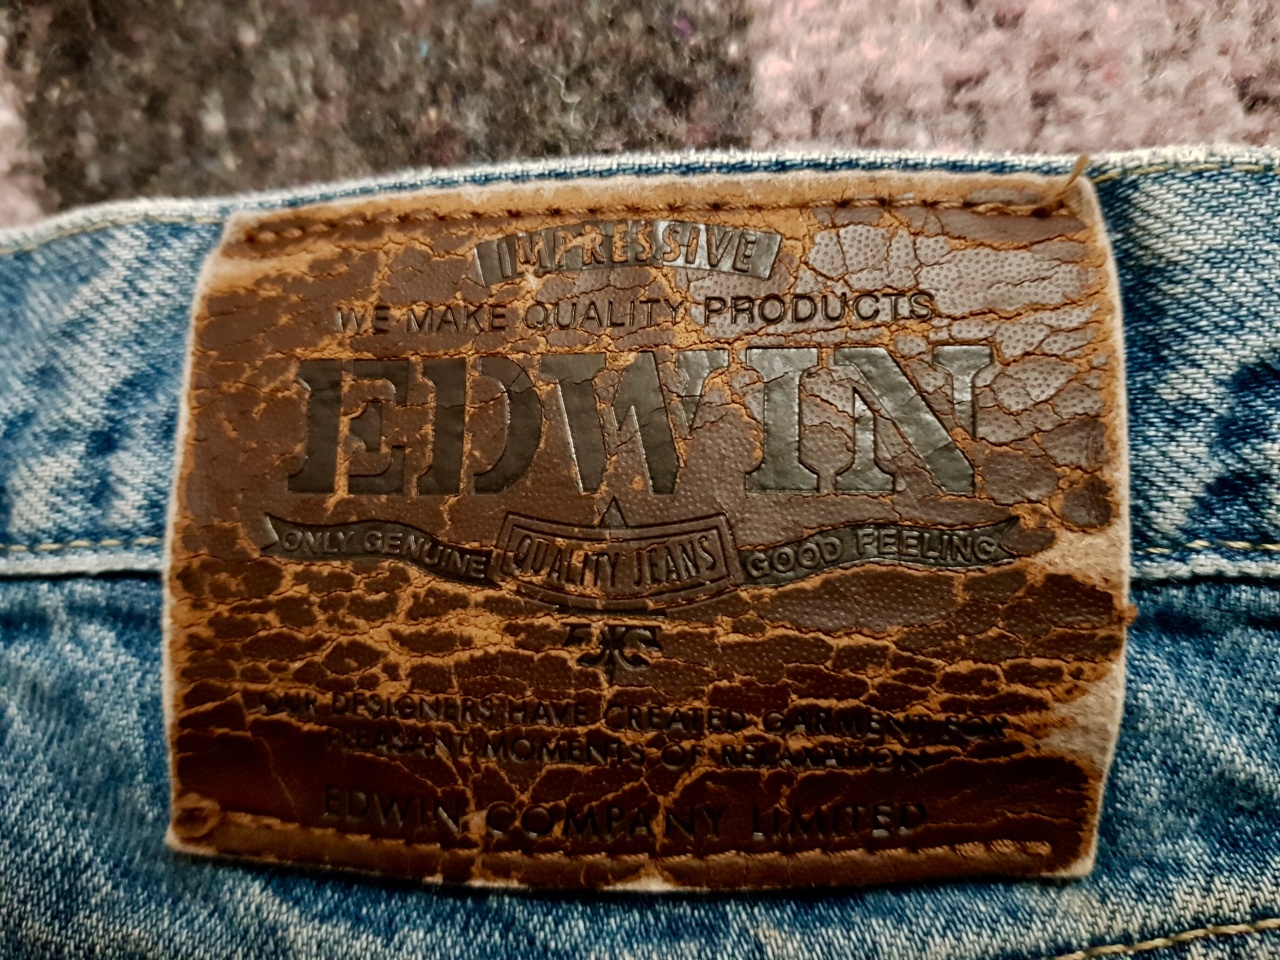 IMPRESSIVE
WE MAKE QUALITY PRODUCTS
EDWIN
ONLY GENUINE QUALITY JEANS GOOD FEELING
OUR DESIGNERS HAVE CREATED GARMENT FOR
PLEASANT MOMENTS OF RELAXATION
EDWIN COMPANY LIMITED